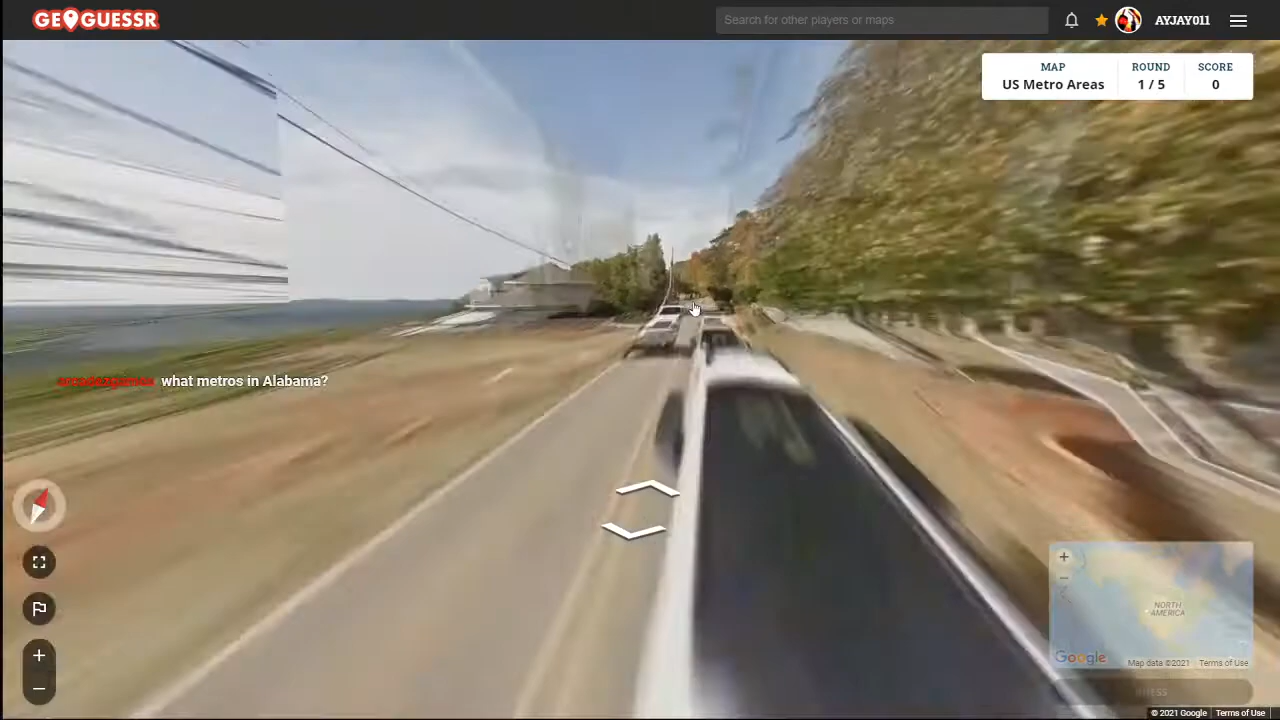 GEOGUESSR
Search for other players or maps
AYJAY011
MAP
US Metro Areas
ROUND
1 / 5
SCORE
0
what metros in Alabama?
+
−
+
−
NORTH
AMERICA
Google
Map data ©2021
Terms of Use
GUESS
© 2021 Google
Terms of Use